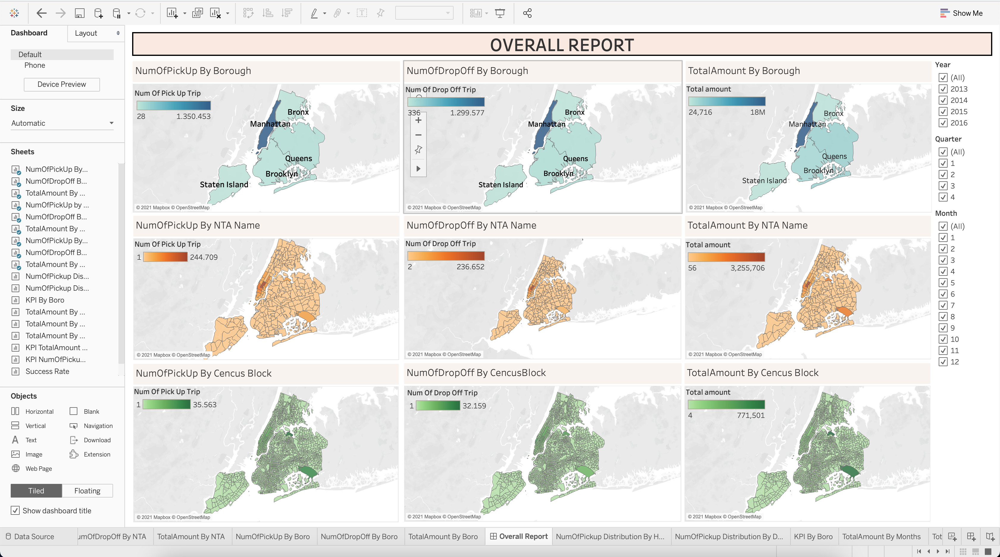 Show Me
Dashboard
Layout
Default
Phone
Device Preview
Size
Automatic
Sheets
NumOfPickUp By...
NumOfDropOff B...
TotalAmount By ...
NumOfPickUp by ...
NumOfDropOff B...
TotalAmount By ...
NumOfPickUp By...
NumOfDropOff B...
TotalAmount By ...
NumOfPickup Dis...
NumOfPickup Dis...
KPI By Boro
TotalAmount By ...
TotalAmount By ...
TotalAmount By ...
KPI TotalAmount ...
KPI NumOfPicku...
Success Rate
Objects
Horizontal
Blank
Vertical
Navigation
Text
Download
Image
Extension
Web Page
Tiled
Floating
Show dashboard title
OVERALL REPORT
NumOfPickUp By Borough
Num Of Pick Up Trip
28 1.350.453
Bronx
Manhattan
Queens
Brooklyn
Staten Island
© 2021 Mapbox © OpenStreetMap
NumOfDropOff By Borough
Num Of Drop Off Trip
336 1.299.577
Bronx
Manhattan
Queens
Brooklyn
Staten Island
© 2021 Mapbox © OpenStreetMap
TotalAmount By Borough
Total amount
24,716 18M
Bronx
Manhattan
Queens
Brooklyn
Staten Island
© 2021 Mapbox © OpenStreetMap
NumOfPickUp By NTA Name
Num Of Pick Up Trip
1 244.709
© 2021 Mapbox © OpenStreetMap
NumOfDropOff By NTA Name
Num Of Drop Off Trip
2 236.652
© 2021 Mapbox © OpenStreetMap
TotalAmount By NTA Name
Total amount
56 3,255,706
© 2021 Mapbox © OpenStreetMap
NumOfPickUp By Cencus Block
Num Of Pick Up Trip
1 35.563
© 2021 Mapbox © OpenStreetMap
NumOfDropOff By CencusBlock
Num Of Drop Off Trip
1 32.159
© 2021 Mapbox © OpenStreetMap
TotalAmount By Cencus Block
Total amount
4 771,501
© 2021 Mapbox © OpenStreetMap
Year
(All)
2013
2014
2015
2016
Quarter
(All)
1
2
3
4
Month
(All)
1
2
3
4
5
6
7
8
9
10
11
12
Data Source
umOfDropOff By NTA
TotalAmount By NTA
NumOfPickUp By Boro
NumOfDropOff By Boro
TotalAmount By Boro
Overall Report
NumOfPickup Distribution By H...
NumOfPickup Distribution By D...
KPI By Boro
TotalAmount By Months
Tot